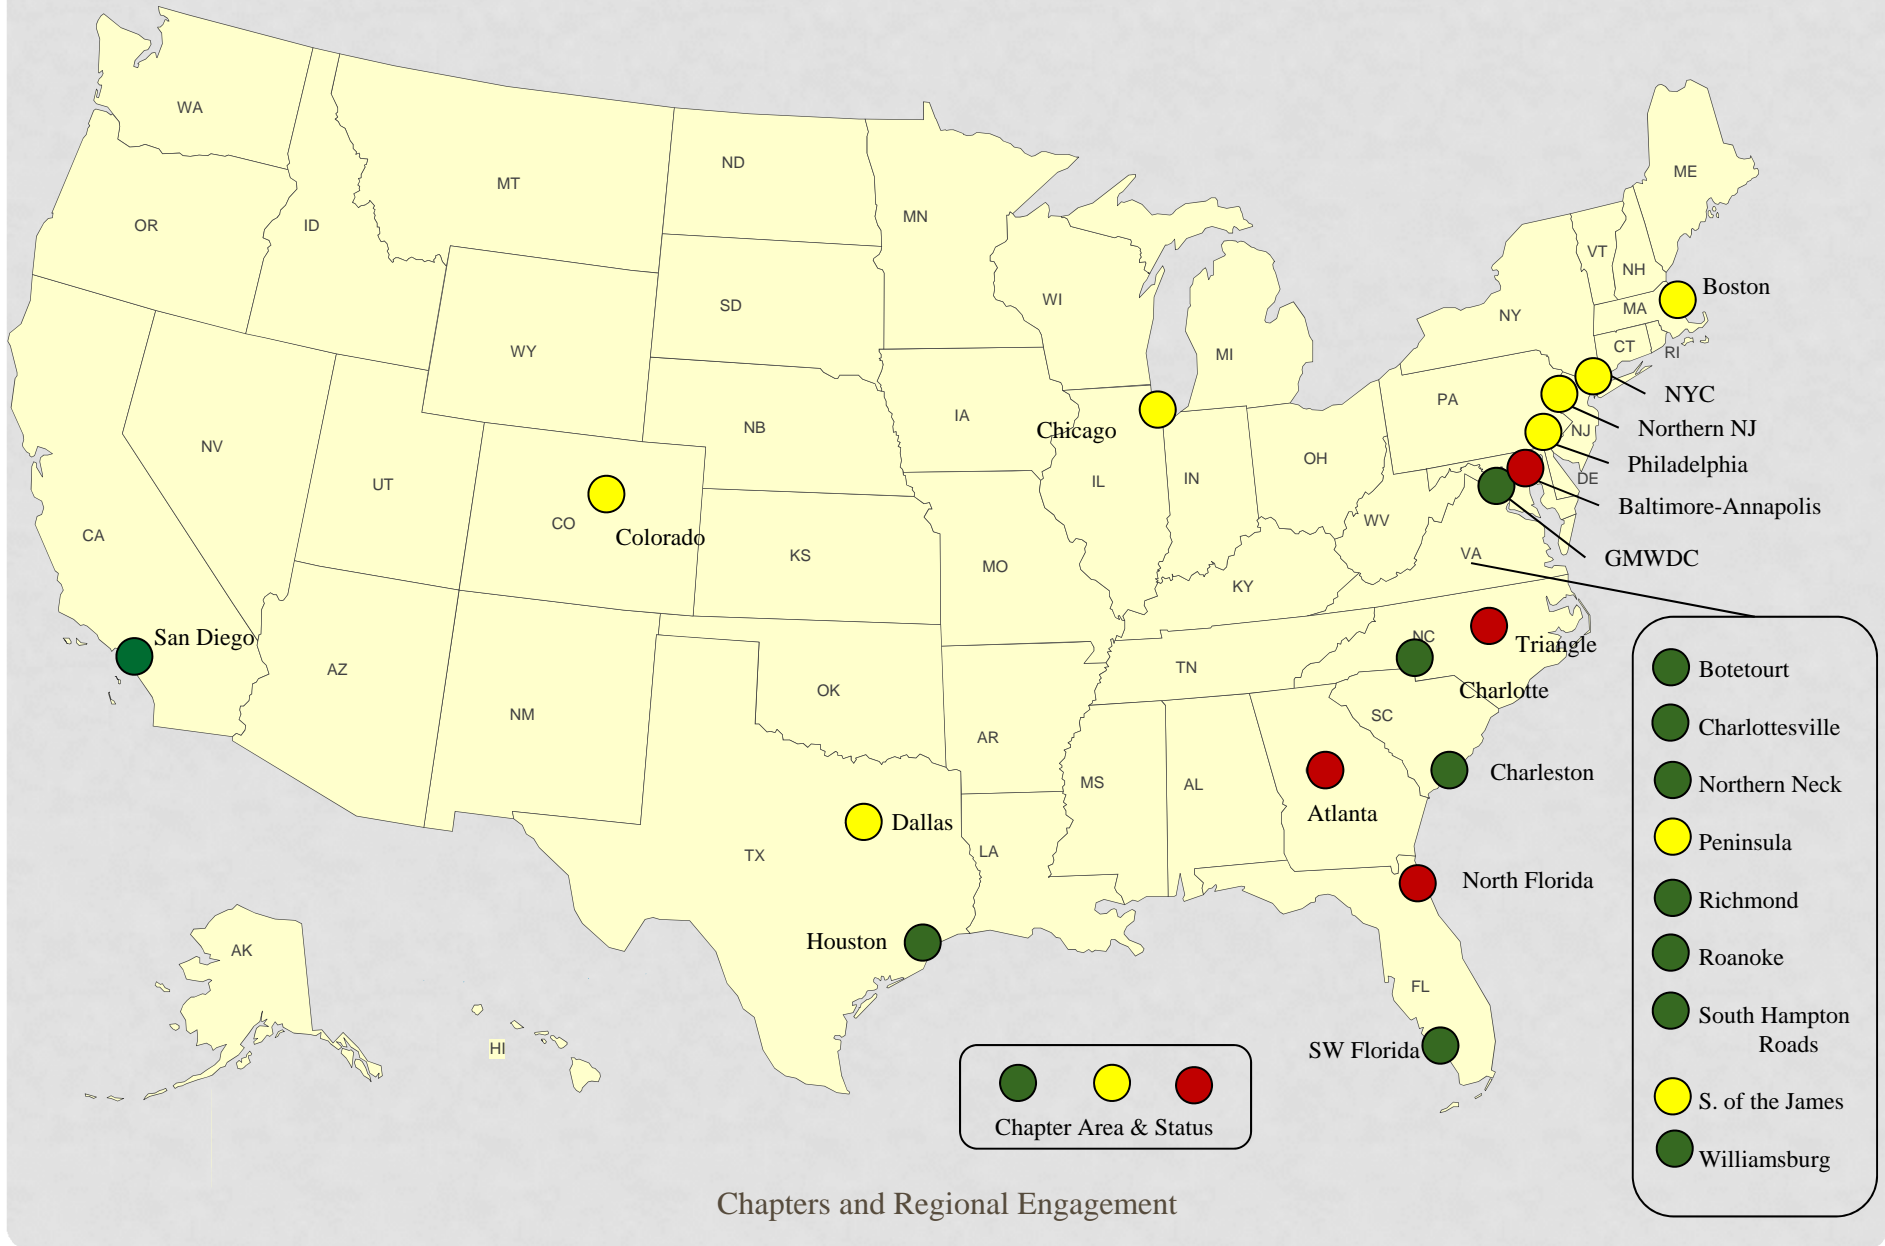 WA
ME
ND
MT
MN
OR
ID
VT
NH
Boston
WI
SD
MA
NY
CT
RI
WY
MI
NYC
PA
IA
NB
Northern NJ
NJ
Chicago
NV
OH
Philadelphia
UT
IL
IN
DE
Baltimore-Annapolis
CO
WV
CA
Colorado
KS
VA
GMWDC
MO
KY
San Diego
NC
Triangle
AZ
TN
OK
Charlotte
NM
SC
AR
Charleston
MS
AL
Atlanta
Dallas
TX
LA
North Florida
Houston
AK
FL
HI
SW Florida
Botetourt
Charlottesville
Northern Neck
Peninsula
Richmond
Roanoke
South Hampton
Roads
S. of the James
Williamsburg
Chapter Area & Status
Chapters and Regional Engagement